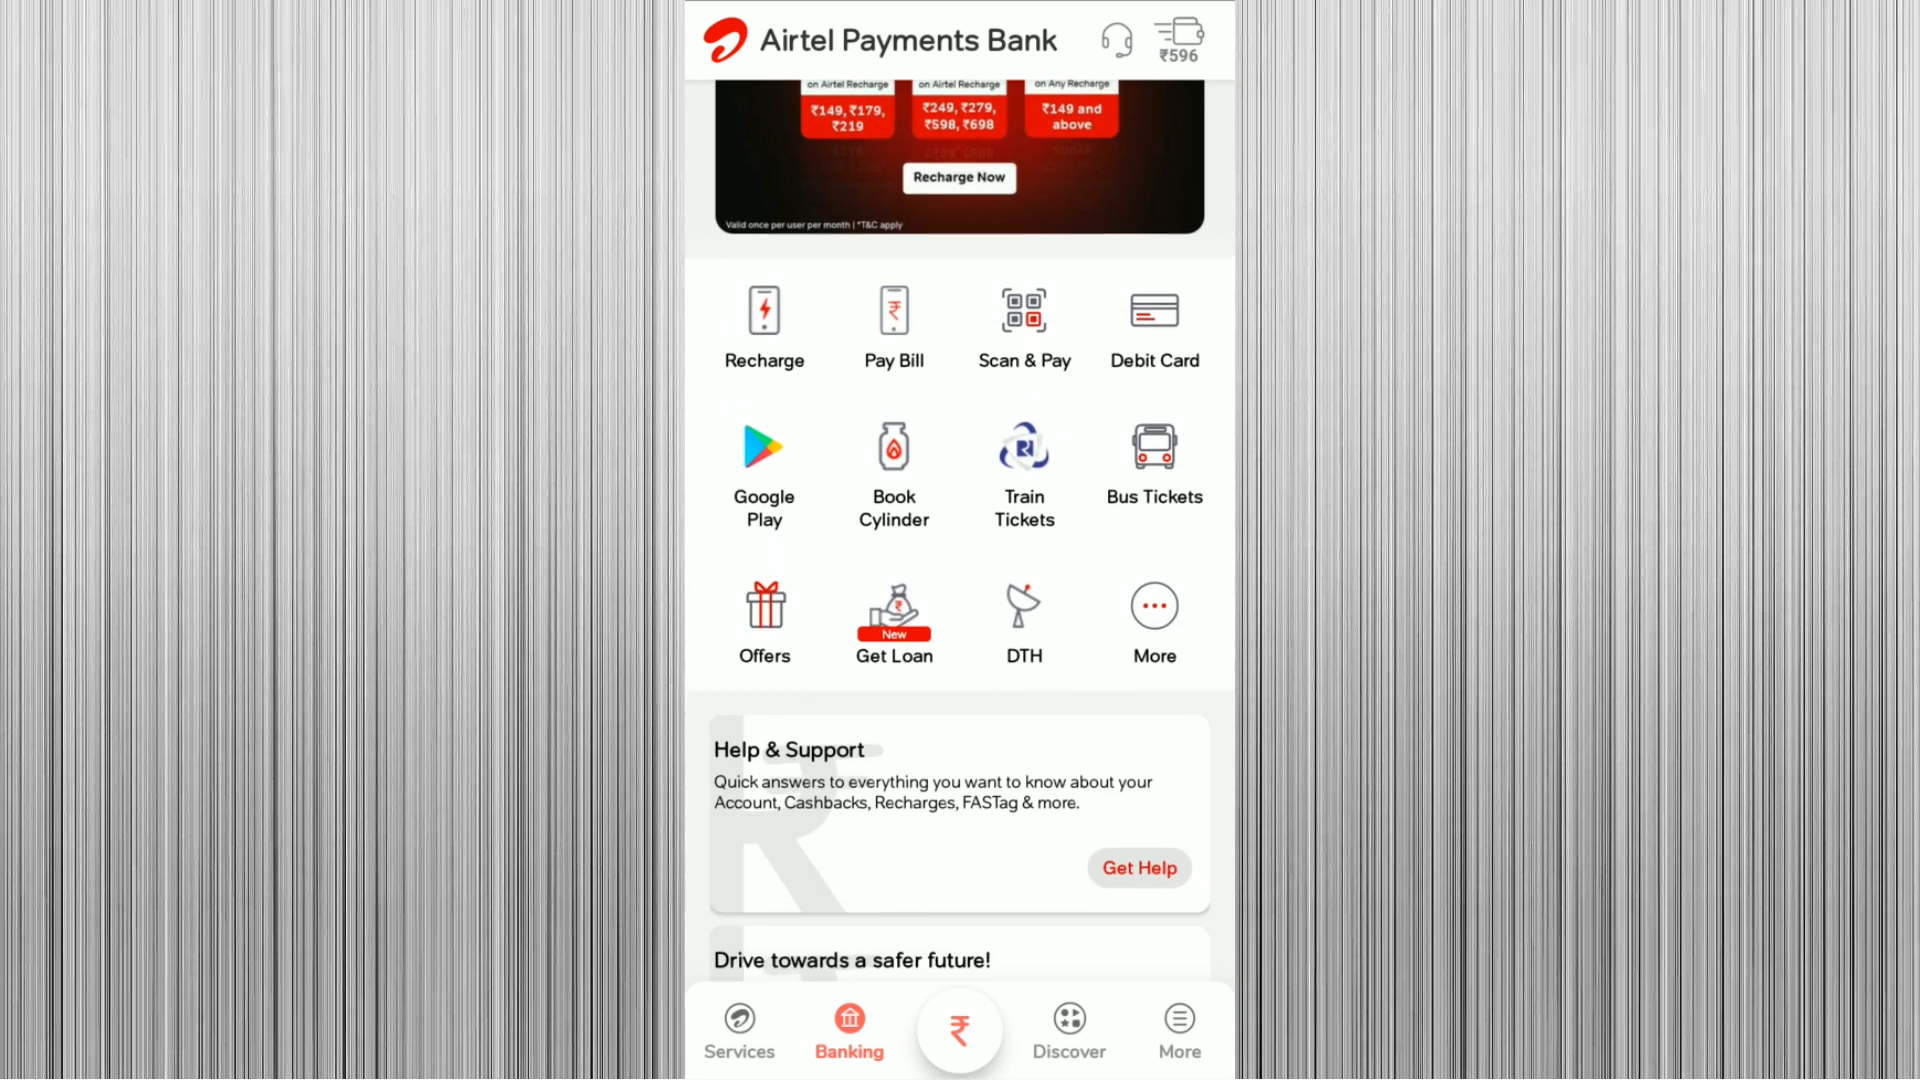 Airtel Payments Bank
₹596
on Airtel Recharge
₹149, ₹179,
₹219
on Airtel Recharge
₹249, ₹279,
₹598, ₹698
on Any Recharge
₹149 and
above
Recharge Now
Valid once per user per month | *T&C apply
Recharge
Pay Bill
Scan & Pay
Debit Card
Google
Play
Book
Cylinder
Train
Tickets
Bus Tickets
Offers
New
Get Loan
DTH
More
Help & Support
Quick answers to everything you want to know about your
Account, Cashbacks, Recharges, FASTag & more.
Get Help
Drive towards a safer future!
Services
Banking
₹
Discover
More